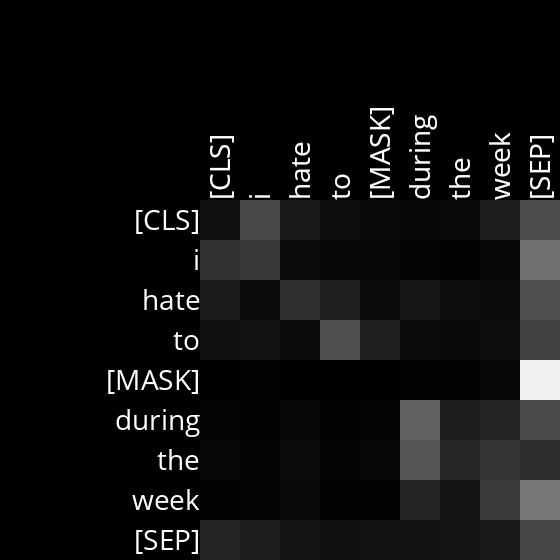 [CLS] i hate to [MASK] during the week [SEP]
[CLS]
i
hate
to
[MASK]
during
the
week
[SEP]